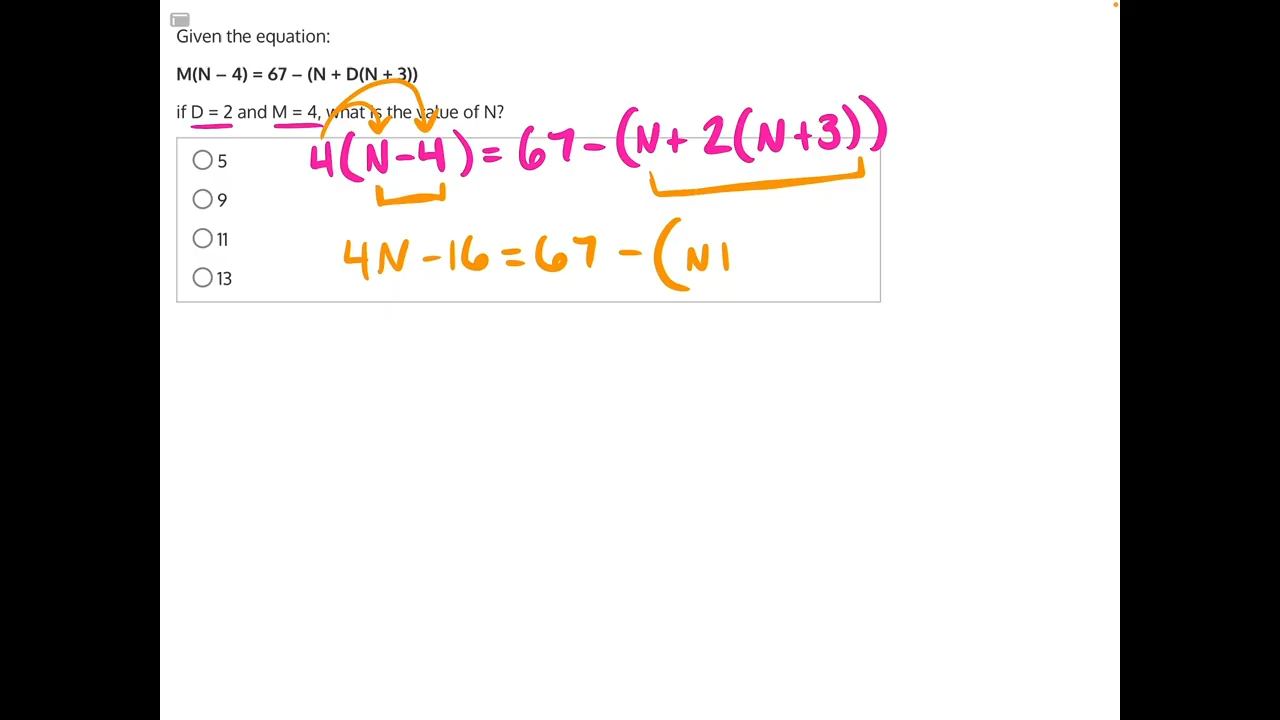 Given the equation:
M(N – 4) = 67 – (N + D(N + 3))
if D = 2 and M = 4, what is the value of N?
4(N-4) = 67-(N+ 2(N+3))
5
9
11
13
4N -16 = 67 - (N